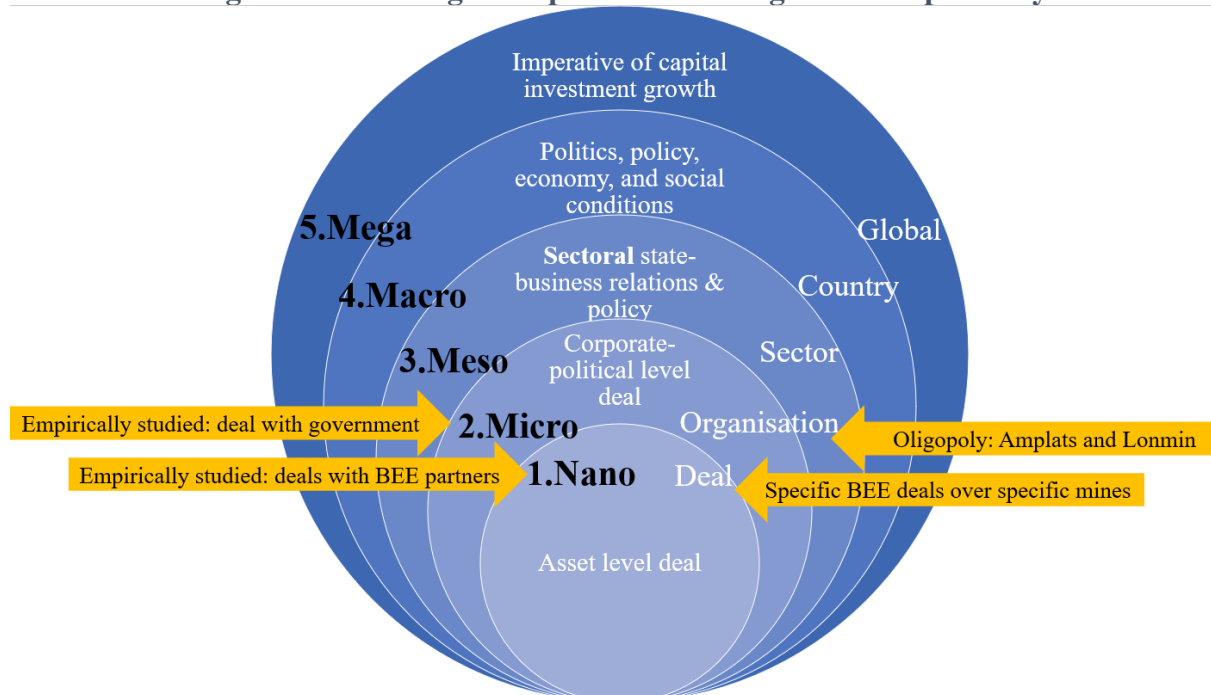 Imperative of capital
investment growth
Politics, policy,
economy, and social
conditions
5.Mega
Global
Sectoral state-
business relations &
policy
4.Macro
Country
Corporate-
political level
deal
3.Meso
Sector
Empirically studied: deal with government
2.Micro
Organisation
Oligopoly: Amplats and Lonmin
Empirically studied: deals with BEE partners
1.Nano
Deal
Specific BEE deals over specific mines
Asset level deal